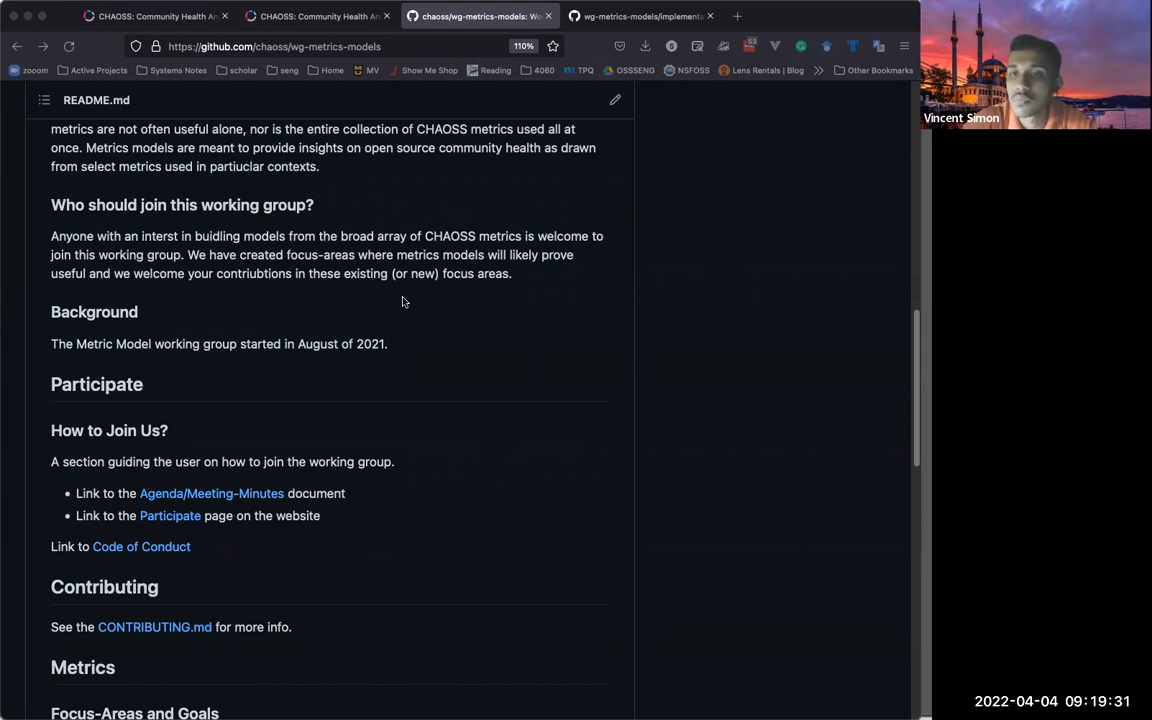 CHAOSS: Community Health An
CHAOSS: Community Health An
chaoss/wg-metrics-models: Wo
wg-metrics-models/implementa
https://github.com/chaoss/wg-metrics-models
110%
53
zooom
Active Projects
Systems Notes
scholar
seng
Home
MV
Show Me Shop
Reading
4060
TPQ
OSSSENG
NSFOSS
Lens Rentals | Blog
Other Bookmarks
Vincent Simon
README.md
metrics are not often useful alone, nor is the entire collection of CHAOSS metrics used all at
once. Metrics models are meant to provide insights on open source community health as drawn
from select metrics used in partiuclar contexts.
Who should join this working group?
Anyone with an interst in buidling models from the broad array of CHAOSS metrics is welcome to
join this working group. We have created focus-areas where metrics models will likely prove
useful and we welcome your contriubtions in these existing (or new) focus areas.
Background
The Metric Model working group started in August of 2021.
Participate
How to Join Us?
A section guiding the user on how to join the working group.
Link to the Agenda/Meeting-Minutes document
Link to the Participate page on the website
Link to Code of Conduct
Contributing
See the CONTRIBUTING.md for more info.
Metrics
Focus-Areas and Goals
2022-04-04 09:19:31